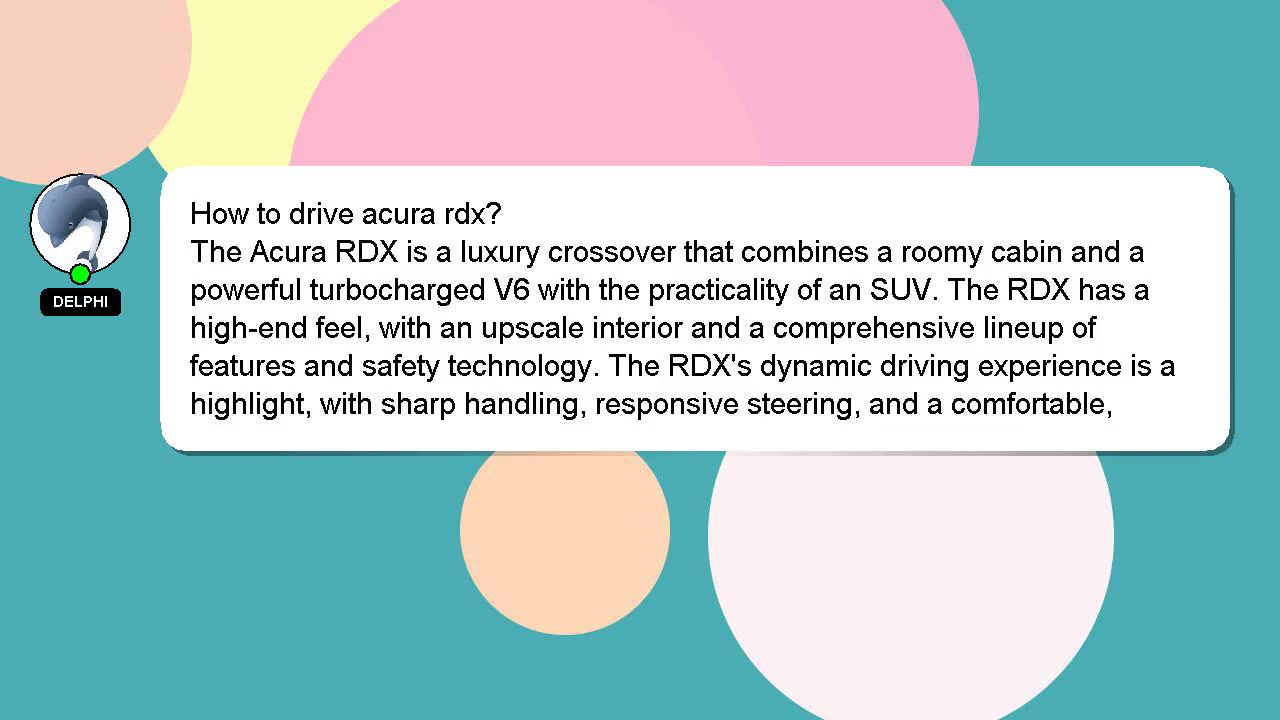 How to drive acura rdx?
The Acura RDX is a luxury crossover that combines a roomy cabin and a
powerful turbocharged V6 with the practicality of an SUV. The RDX has a
high-end feel, with an upscale interior and a comprehensive lineup of
features and safety technology. The RDX's dynamic driving experience is a
highlight, with sharp handling, responsive steering, and a comfortable,
DELPHI